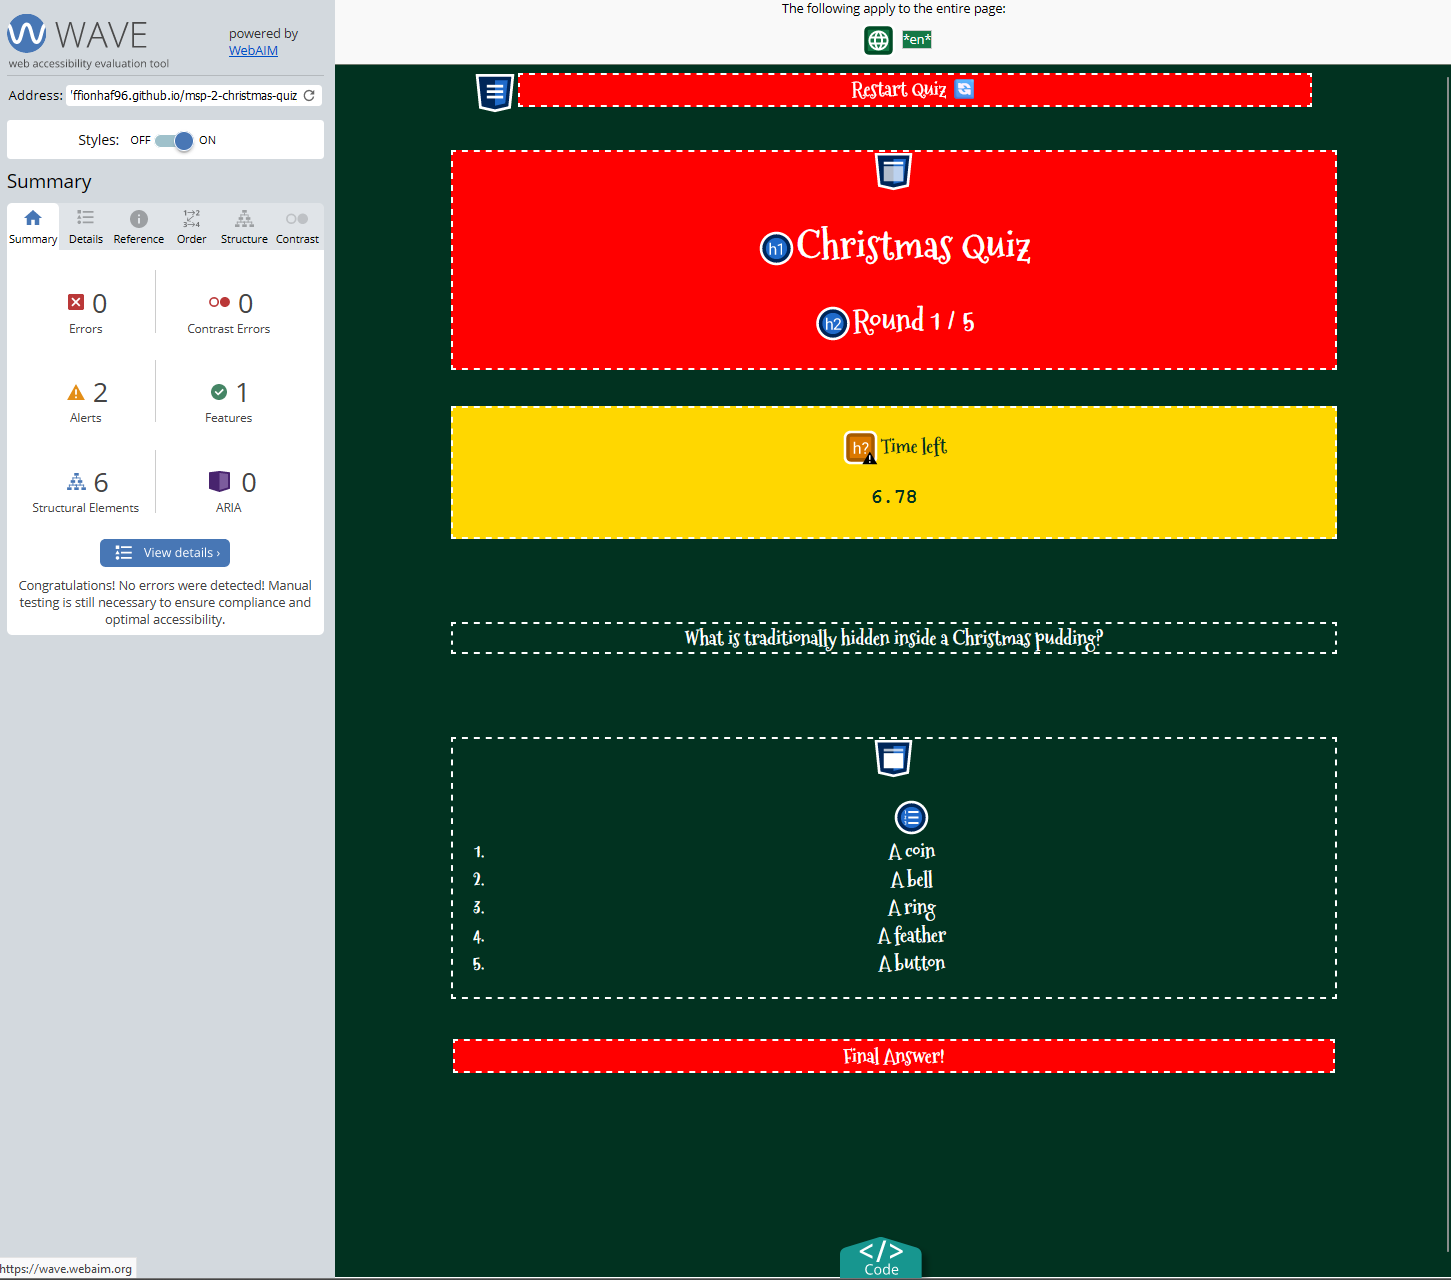 WAVE
powered by
WebAIM
web accessibility evaluation tool
Address: 'ffionhaf96.github.io/msp-2-christmas-quiz
Styles: OFF ON
Summary
Summary Details Reference Order Structure Contrast
0 Errors
0 Contrast Errors
2 Alerts
1 Features
6 Structural Elements
0 ARIA
View details ›
Congratulations! No errors were detected! Manual
testing is still necessary to ensure compliance and
optimal accessibility.
https://wave.webaim.org
The following apply to the entire page:
*en*
Restart Quiz
h1 Christmas Quiz
h2 Round 1 / 5
h? Time left
6.78
What is traditionally hidden inside a Christmas pudding?
1. A coin
2. A bell
3. A ring
4. A feather
5. A button
Final Answer!
</>
Code